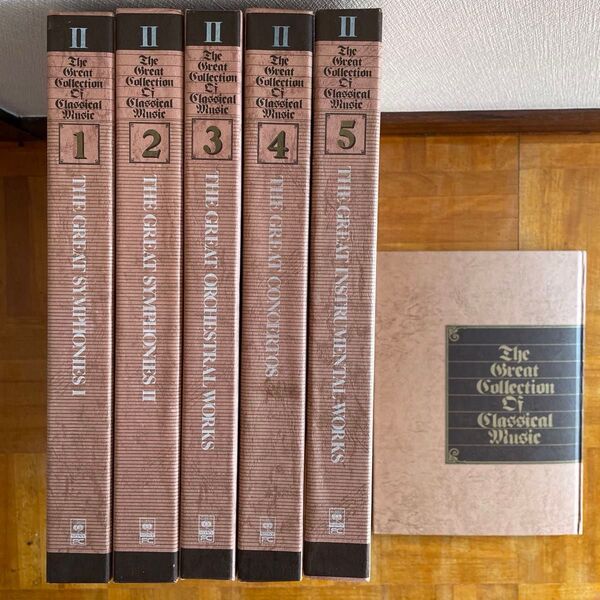 II
The
Great
Collection
Of
Classical
Music
1
THE GREAT SYMPHONIES I
II
The
Great
Collection
Of
Classical
Music
2
THE GREAT SYMPHONIES II
II
The
Great
Collection
Of
Classical
Music
3
THE GREAT ORCHESTRAL WORKS
II
The
Great
Collection
Of
Classical
Music
4
THE GREAT CONCERTOS
II
The
Great
Collection
Of
Classical
Music
5
THE GREAT INSTRUMENTAL WORKS
The
Great
Collection
Of
Classical
Music